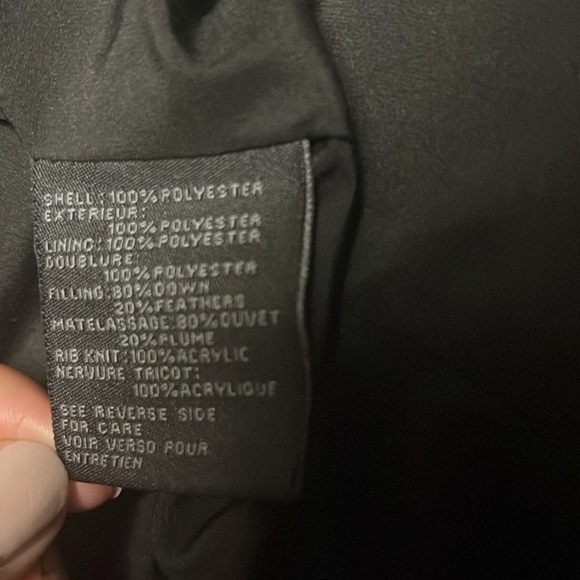 SHELL: 100% POLYESTER
EXTERIEUR:
100% POLYESTER
LINING: 100% POLYESTER
DOUBLURE:
100% POLYESTER
FILLING: 80% DOWN
20% FEATHERS
MATELASSAGE: 80% DUVET
20% PLUME
RIB KNIT: 100% ACRYLIC
NERVURE TRICOT:
100% ACRYLIQUE
SEE REVERSE SIDE
FOR CARE
VOIR VERSO POUR
ENTRETIEN